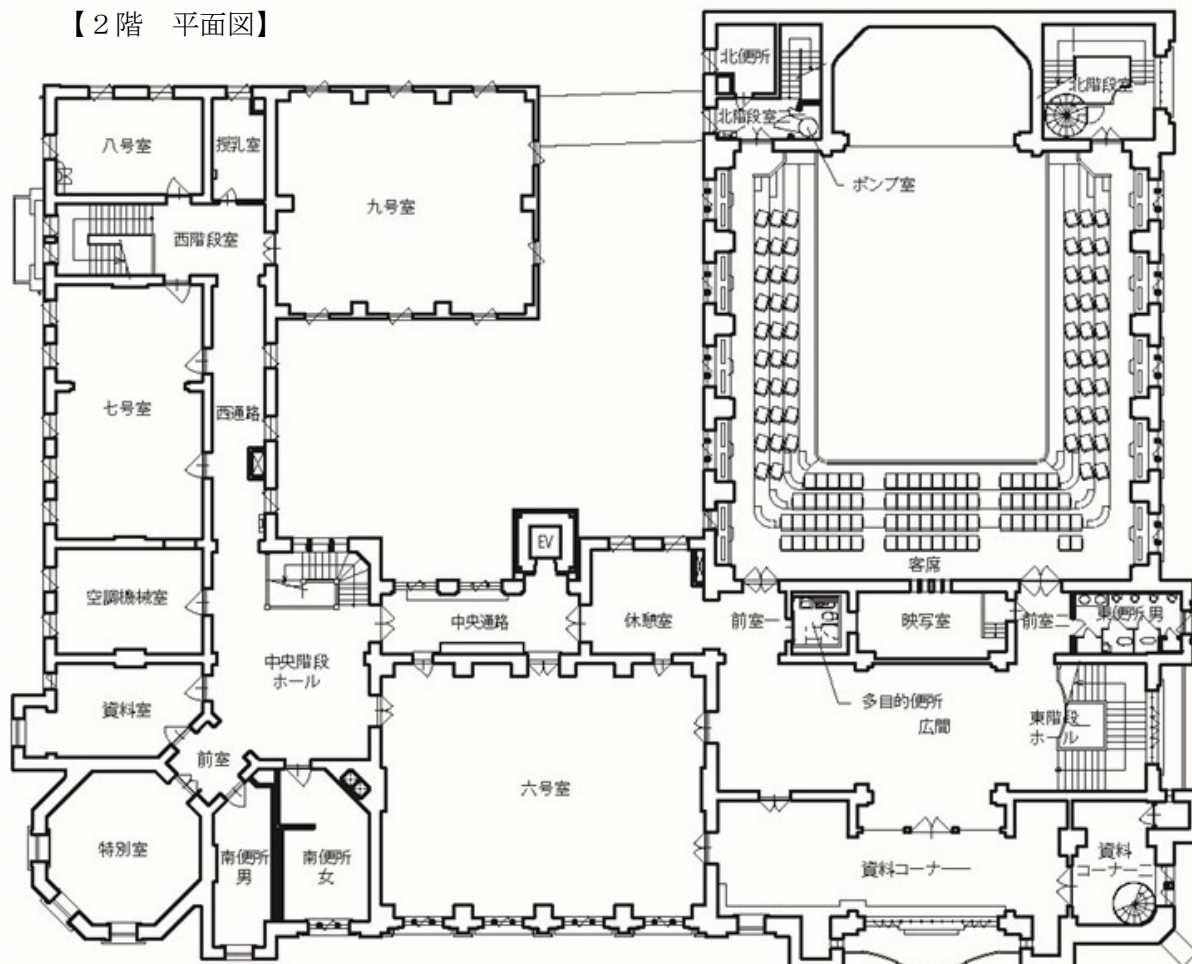 【２階　平面図】
北便所
北階段室二
北階段室一
ポンプ室
八号室
授乳室
九号室
西階段室
七号室
西通路
客席
EV
空調機械室
中央通路
休憩室
前室一
映写室
前室二
東便所 男
中央階段
ホール
資料室
前室
多目的便所
広間
東階段
ホール
六号室
特別室
南便所
男
南便所
女
資料コーナー一
資料
コーナー二